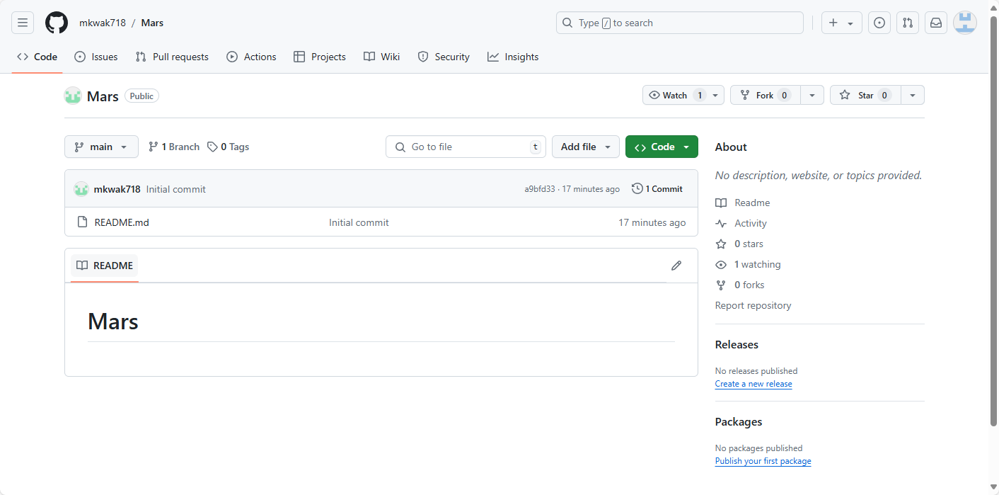 mkwak718 / Mars
Type / to search
Code Issues Pull requests Actions Projects Wiki Security Insights
Mars Public
Watch 1 Fork 0 Star 0
main 1 Branch 0 Tags Go to file t Add file Code
mkwak718 Initial commit a9bfd33 · 17 minutes ago 1 Commit
README.md Initial commit 17 minutes ago
README
Mars
About
No description, website, or topics provided.
Readme
Activity
0 stars
1 watching
0 forks
Report repository
Releases
No releases published
Create a new release
Packages
No packages published
Publish your first package